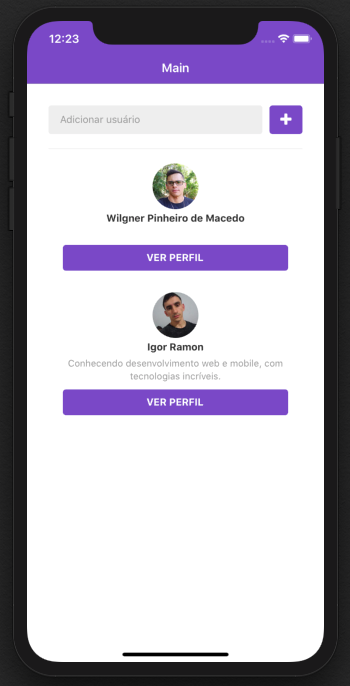 12:23
Main
Adicionar usuário
Wilgner Pinheiro de Macedo
VER PERFIL
Igor Ramon
Conhecendo desenvolvimento web e mobile, com
tecnologias incríveis.
VER PERFIL